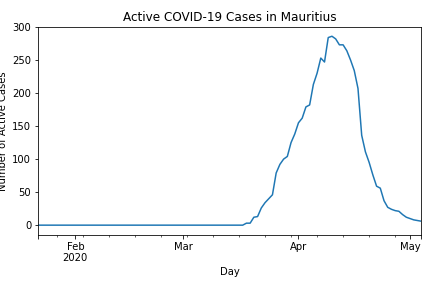 Active COVID-19 Cases in Mauritius
Number of Active Cases
300
250
200
150
100
50
0
Feb
2020
Mar
Apr
May
Day